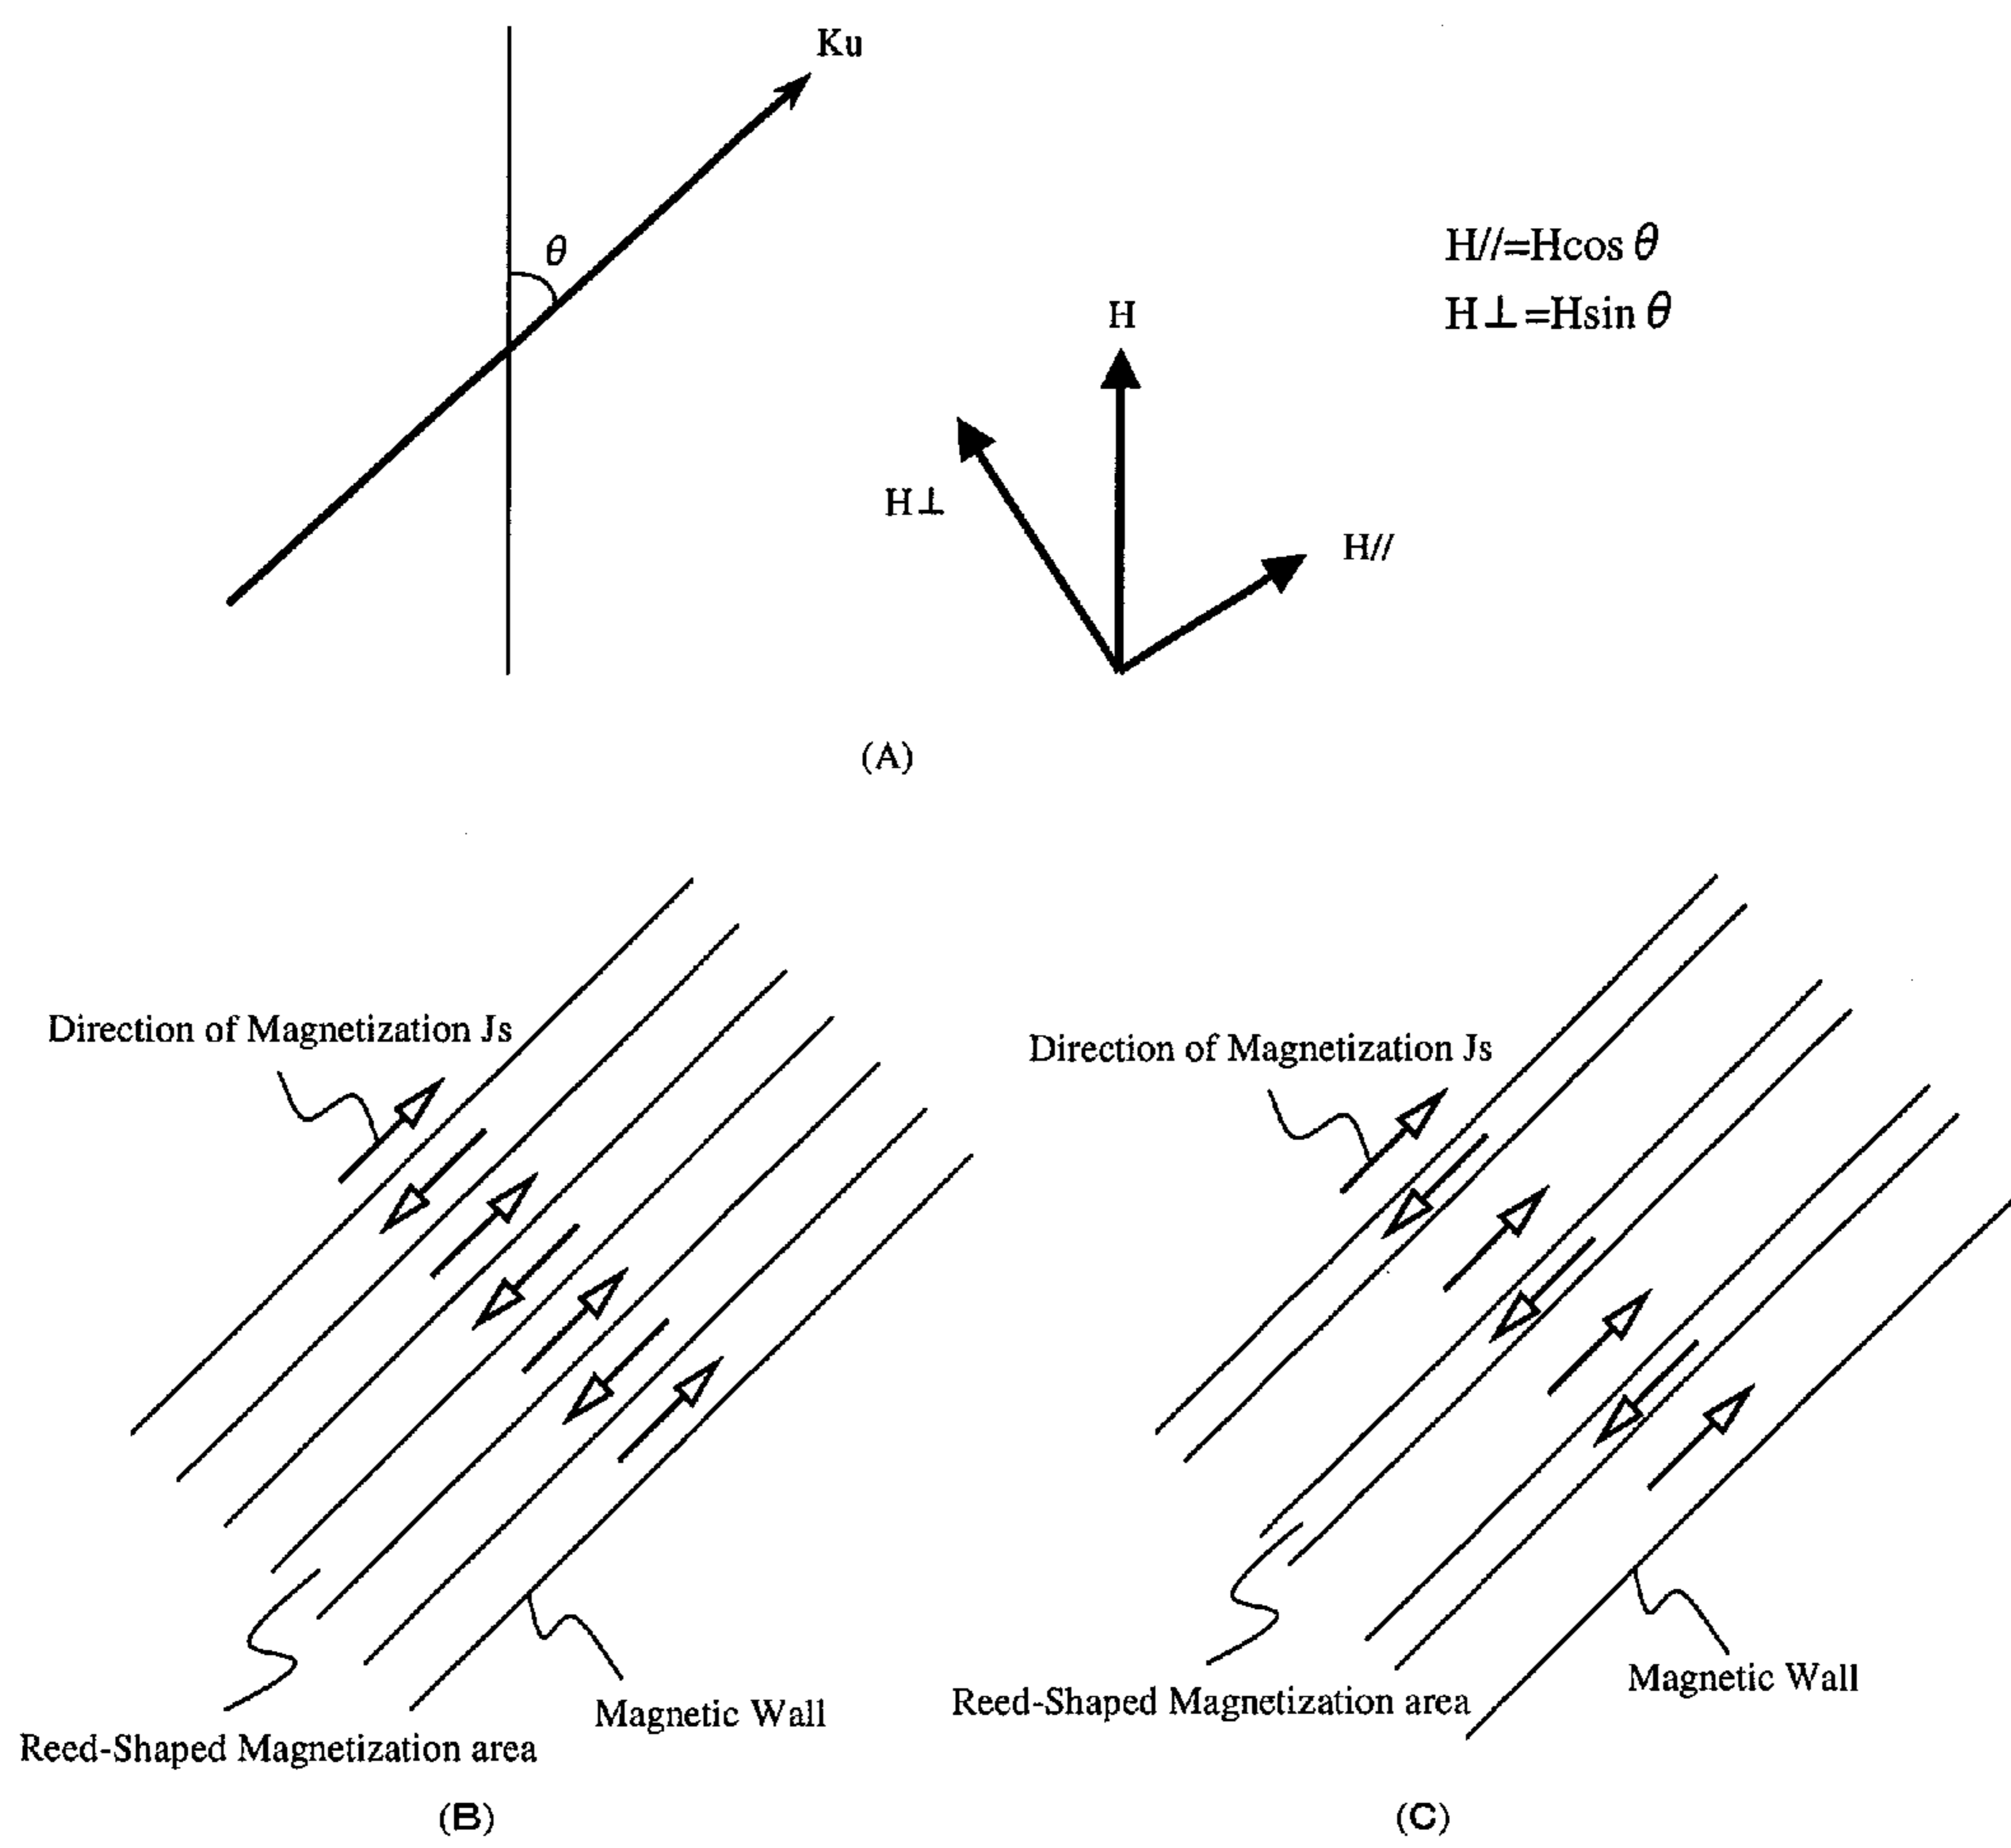 Ku
θ
H//=Hcos θ
H⊥=Hsin θ
H
H⊥
H//
(A)
Direction of Magnetization Js
Magnetic Wall
Reed-Shaped Magnetization area
(B)
Direction of Magnetization Js
Magnetic Wall
Reed-Shaped Magnetization area
(C)